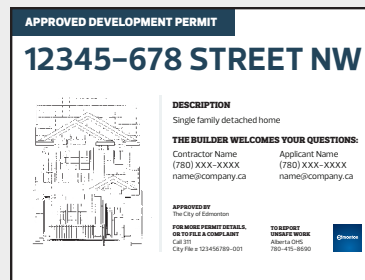 APPROVED DEVELOPMENT PERMIT
12345-678 STREET NW
DESCRIPTION
Single family detached home
THE BUILDER WELCOMES YOUR QUESTIONS:
Contractor Name
(780) XXX-XXXX
name@company.ca
Applicant Name
(780) XXX-XXXX
name@company.ca
APPROVED BY
The City of Edmonton
FOR MORE PERMIT DETAILS,
OR TO FILE A COMPLAINT
Call 311
City File # 123456789-001
TO REPORT
UNSAFE WORK
Alberta OHS
780-415-8690
Edmonton